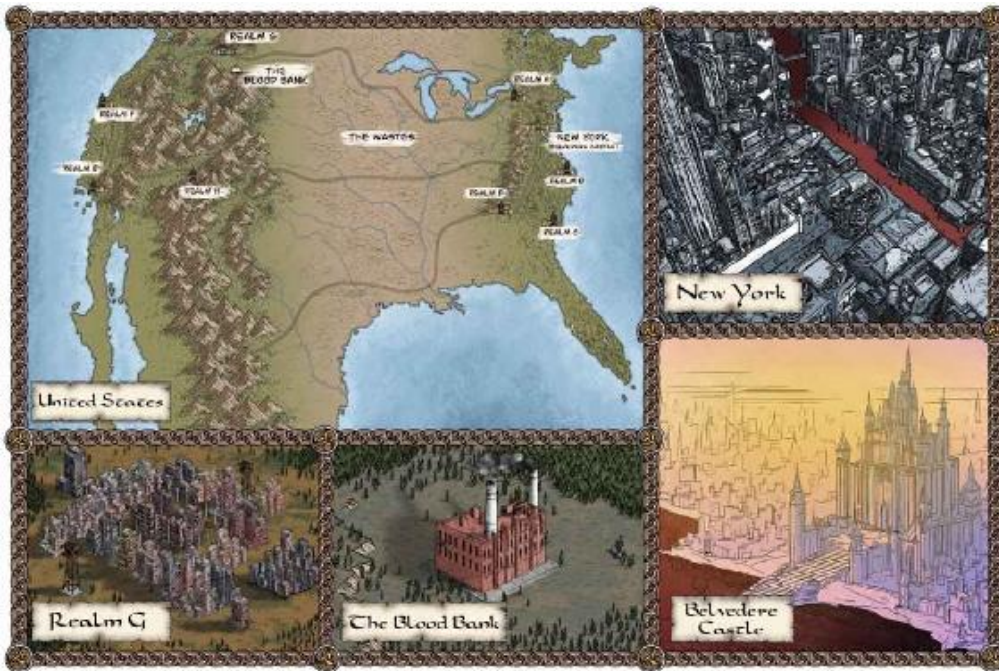 REALM G
THE
BLOOD BANK
REALM F
THE WASTES
NEW YORK
REALM
REALM H
REALM
REALM
REALM
REALM
United States
New York
Realm G
The Blood Bank
Belvedere
Castle